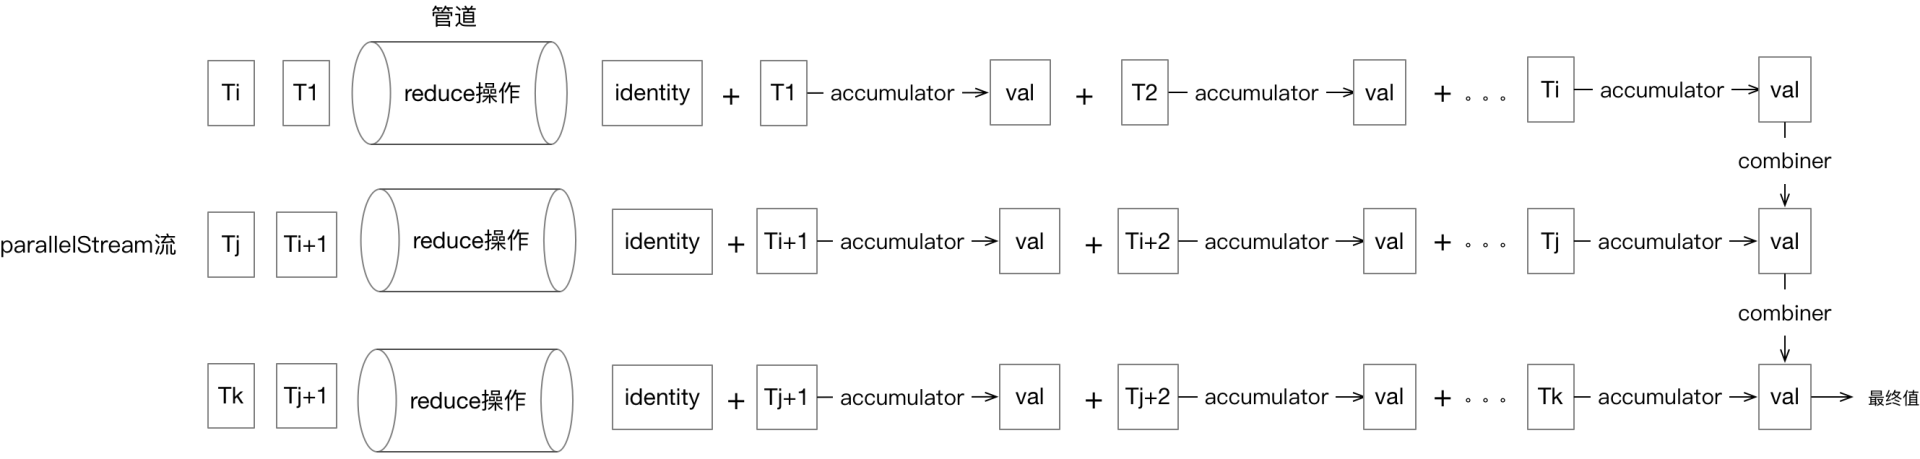 管道
Ti T1 reduce操作 identity + T1 accumulator val + T2 accumulator val + 。。。 Ti accumulator val
combiner
parallelStream流 Tj Ti+1 reduce操作 identity + Ti+1 accumulator val + Ti+2 accumulator val + 。。。 Tj accumulator val
combiner
Tk Tj+1 reduce操作 identity + Tj+1 accumulator val + Tj+2 accumulator val + 。。。 Tk accumulator val 最终值